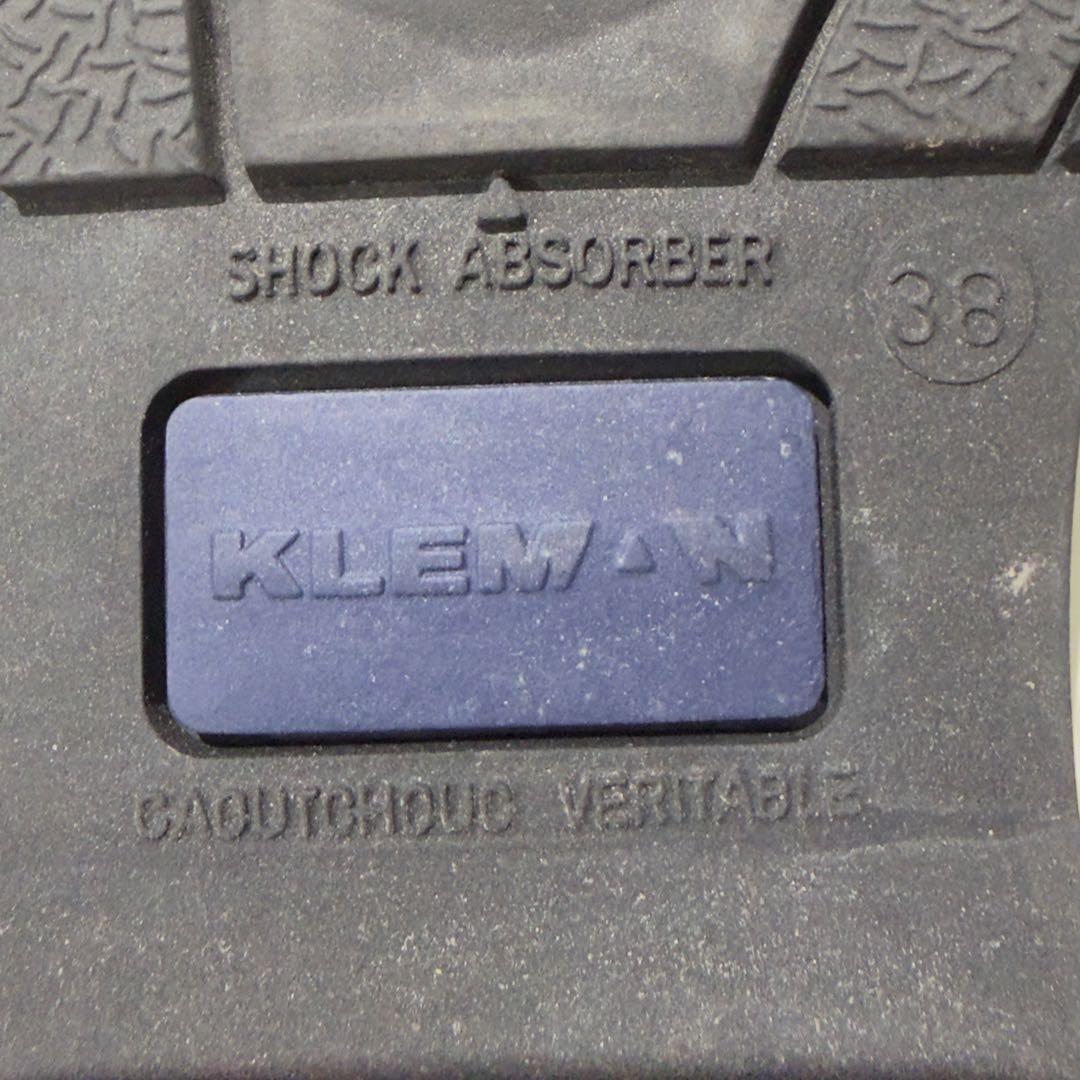 SHOCK ABSORBER
38
KLEMAN
CAOUTCHOUC VERITABLE